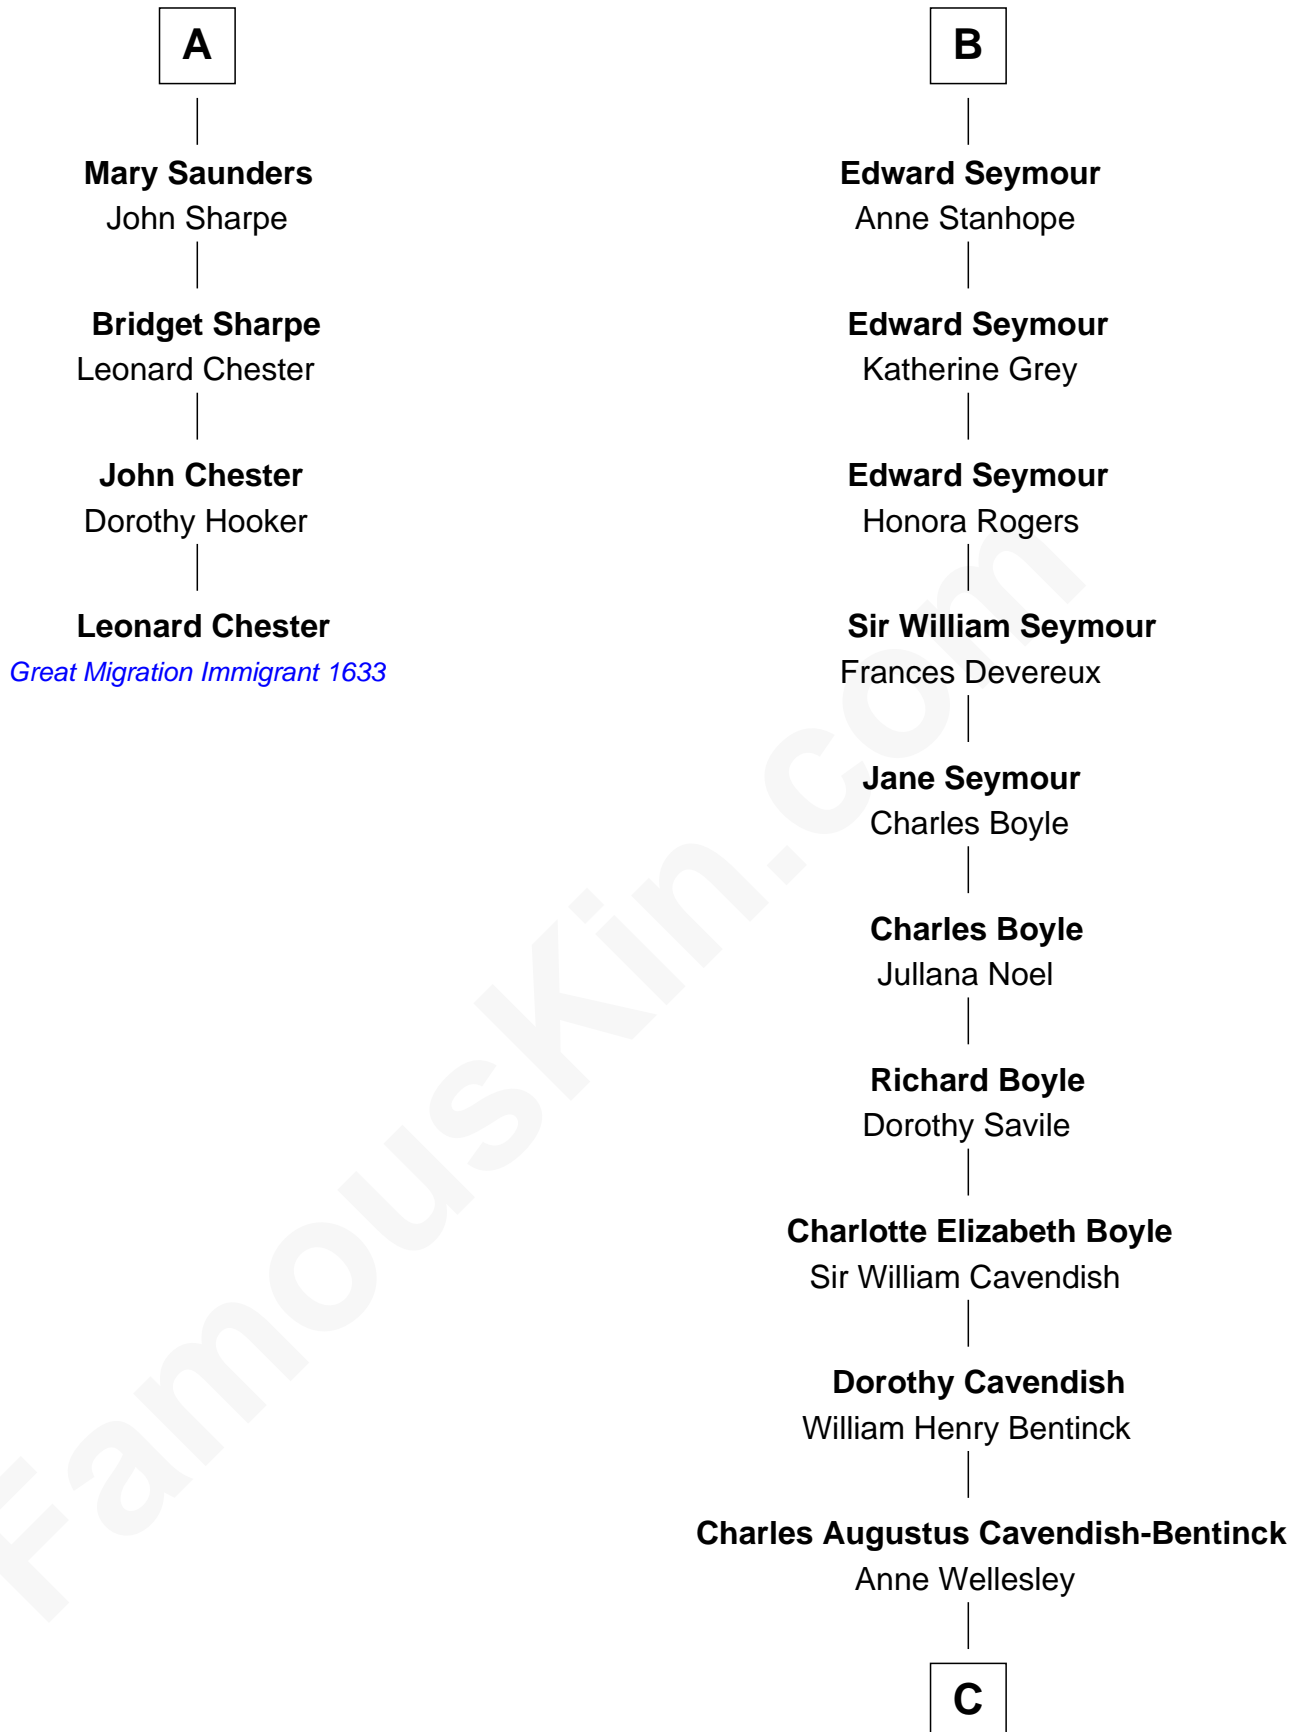 A
Mary Saunders
John Sharpe
Bridget Sharpe
Leonard Chester
John Chester
Dorothy Hooker
Leonard Chester
Great Migration Immigrant 1633
B
Edward Seymour
Anne Stanhope
Edward Seymour
Katherine Grey
Edward Seymour
Honora Rogers
Sir William Seymour
Frances Devereux
Jane Seymour
Charles Boyle
Charles Boyle
Jullana Noel
Richard Boyle
Dorothy Savile
Charlotte Elizabeth Boyle
Sir William Cavendish
Dorothy Cavendish
William Henry Bentinck
Charles Augustus Cavendish-Bentinck
Anne Wellesley
C
FamousKin.com